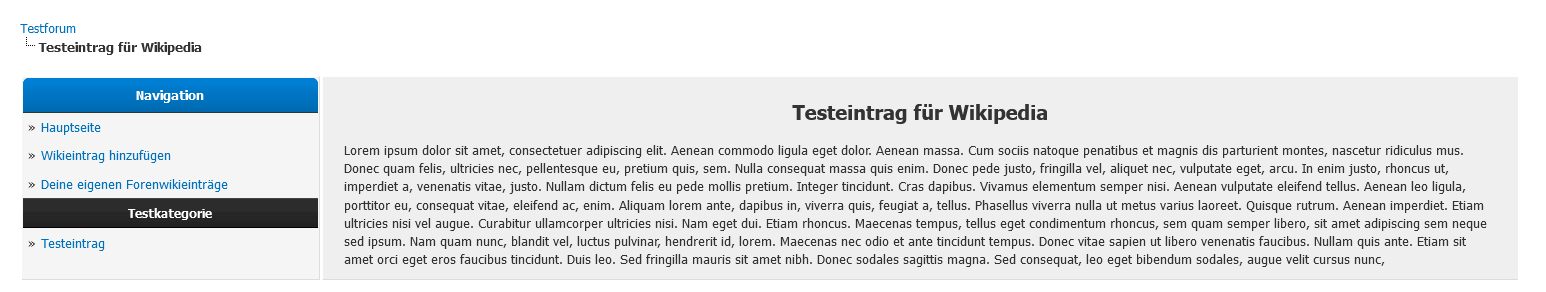 Testforum
Testeintrag für Wikipedia
Navigation
» Hauptseite
» Wikieintrag hinzufügen
» Deine eigenen Forenwikieinträge
Testkategorie
» Testeintrag
Testeintrag für Wikipedia
Lorem ipsum dolor sit amet, consectetuer adipiscing elit. Aenean commodo ligula eget dolor. Aenean massa. Cum sociis natoque penatibus et magnis dis parturient montes, nascetur ridiculus mus.
Donec quam felis, ultricies nec, pellentesque eu, pretium quis, sem. Nulla consequat massa quis enim. Donec pede justo, fringilla vel, aliquet nec, vulputate eget, arcu. In enim justo, rhoncus ut,
imperdiet a, venenatis vitae, justo. Nullam dictum felis eu pede mollis pretium. Integer tincidunt. Cras dapibus. Vivamus elementum semper nisi. Aenean vulputate eleifend tellus. Aenean leo ligula,
porttitor eu, consequat vitae, eleifend ac, enim. Aliquam lorem ante, dapibus in, viverra quis, feugiat a, tellus. Phasellus viverra nulla ut metus varius laoreet. Quisque rutrum. Aenean imperdiet. Etiam
ultricies nisi vel augue. Curabitur ullamcorper ultricies nisi. Nam eget dui. Etiam rhoncus. Maecenas tempus, tellus eget condimentum rhoncus, sem quam semper libero, sit amet adipiscing sem neque
sed ipsum. Nam quam nunc, blandit vel, luctus pulvinar, hendrerit id, lorem. Maecenas nec odio et ante tincidunt tempus. Donec vitae sapien ut libero venenatis faucibus. Nullam quis ante. Etiam sit
amet orci eget eros faucibus tincidunt. Duis leo. Sed fringilla mauris sit amet nibh. Donec sodales sagittis magna. Sed consequat, leo eget bibendum sodales, augue velit cursus nunc,